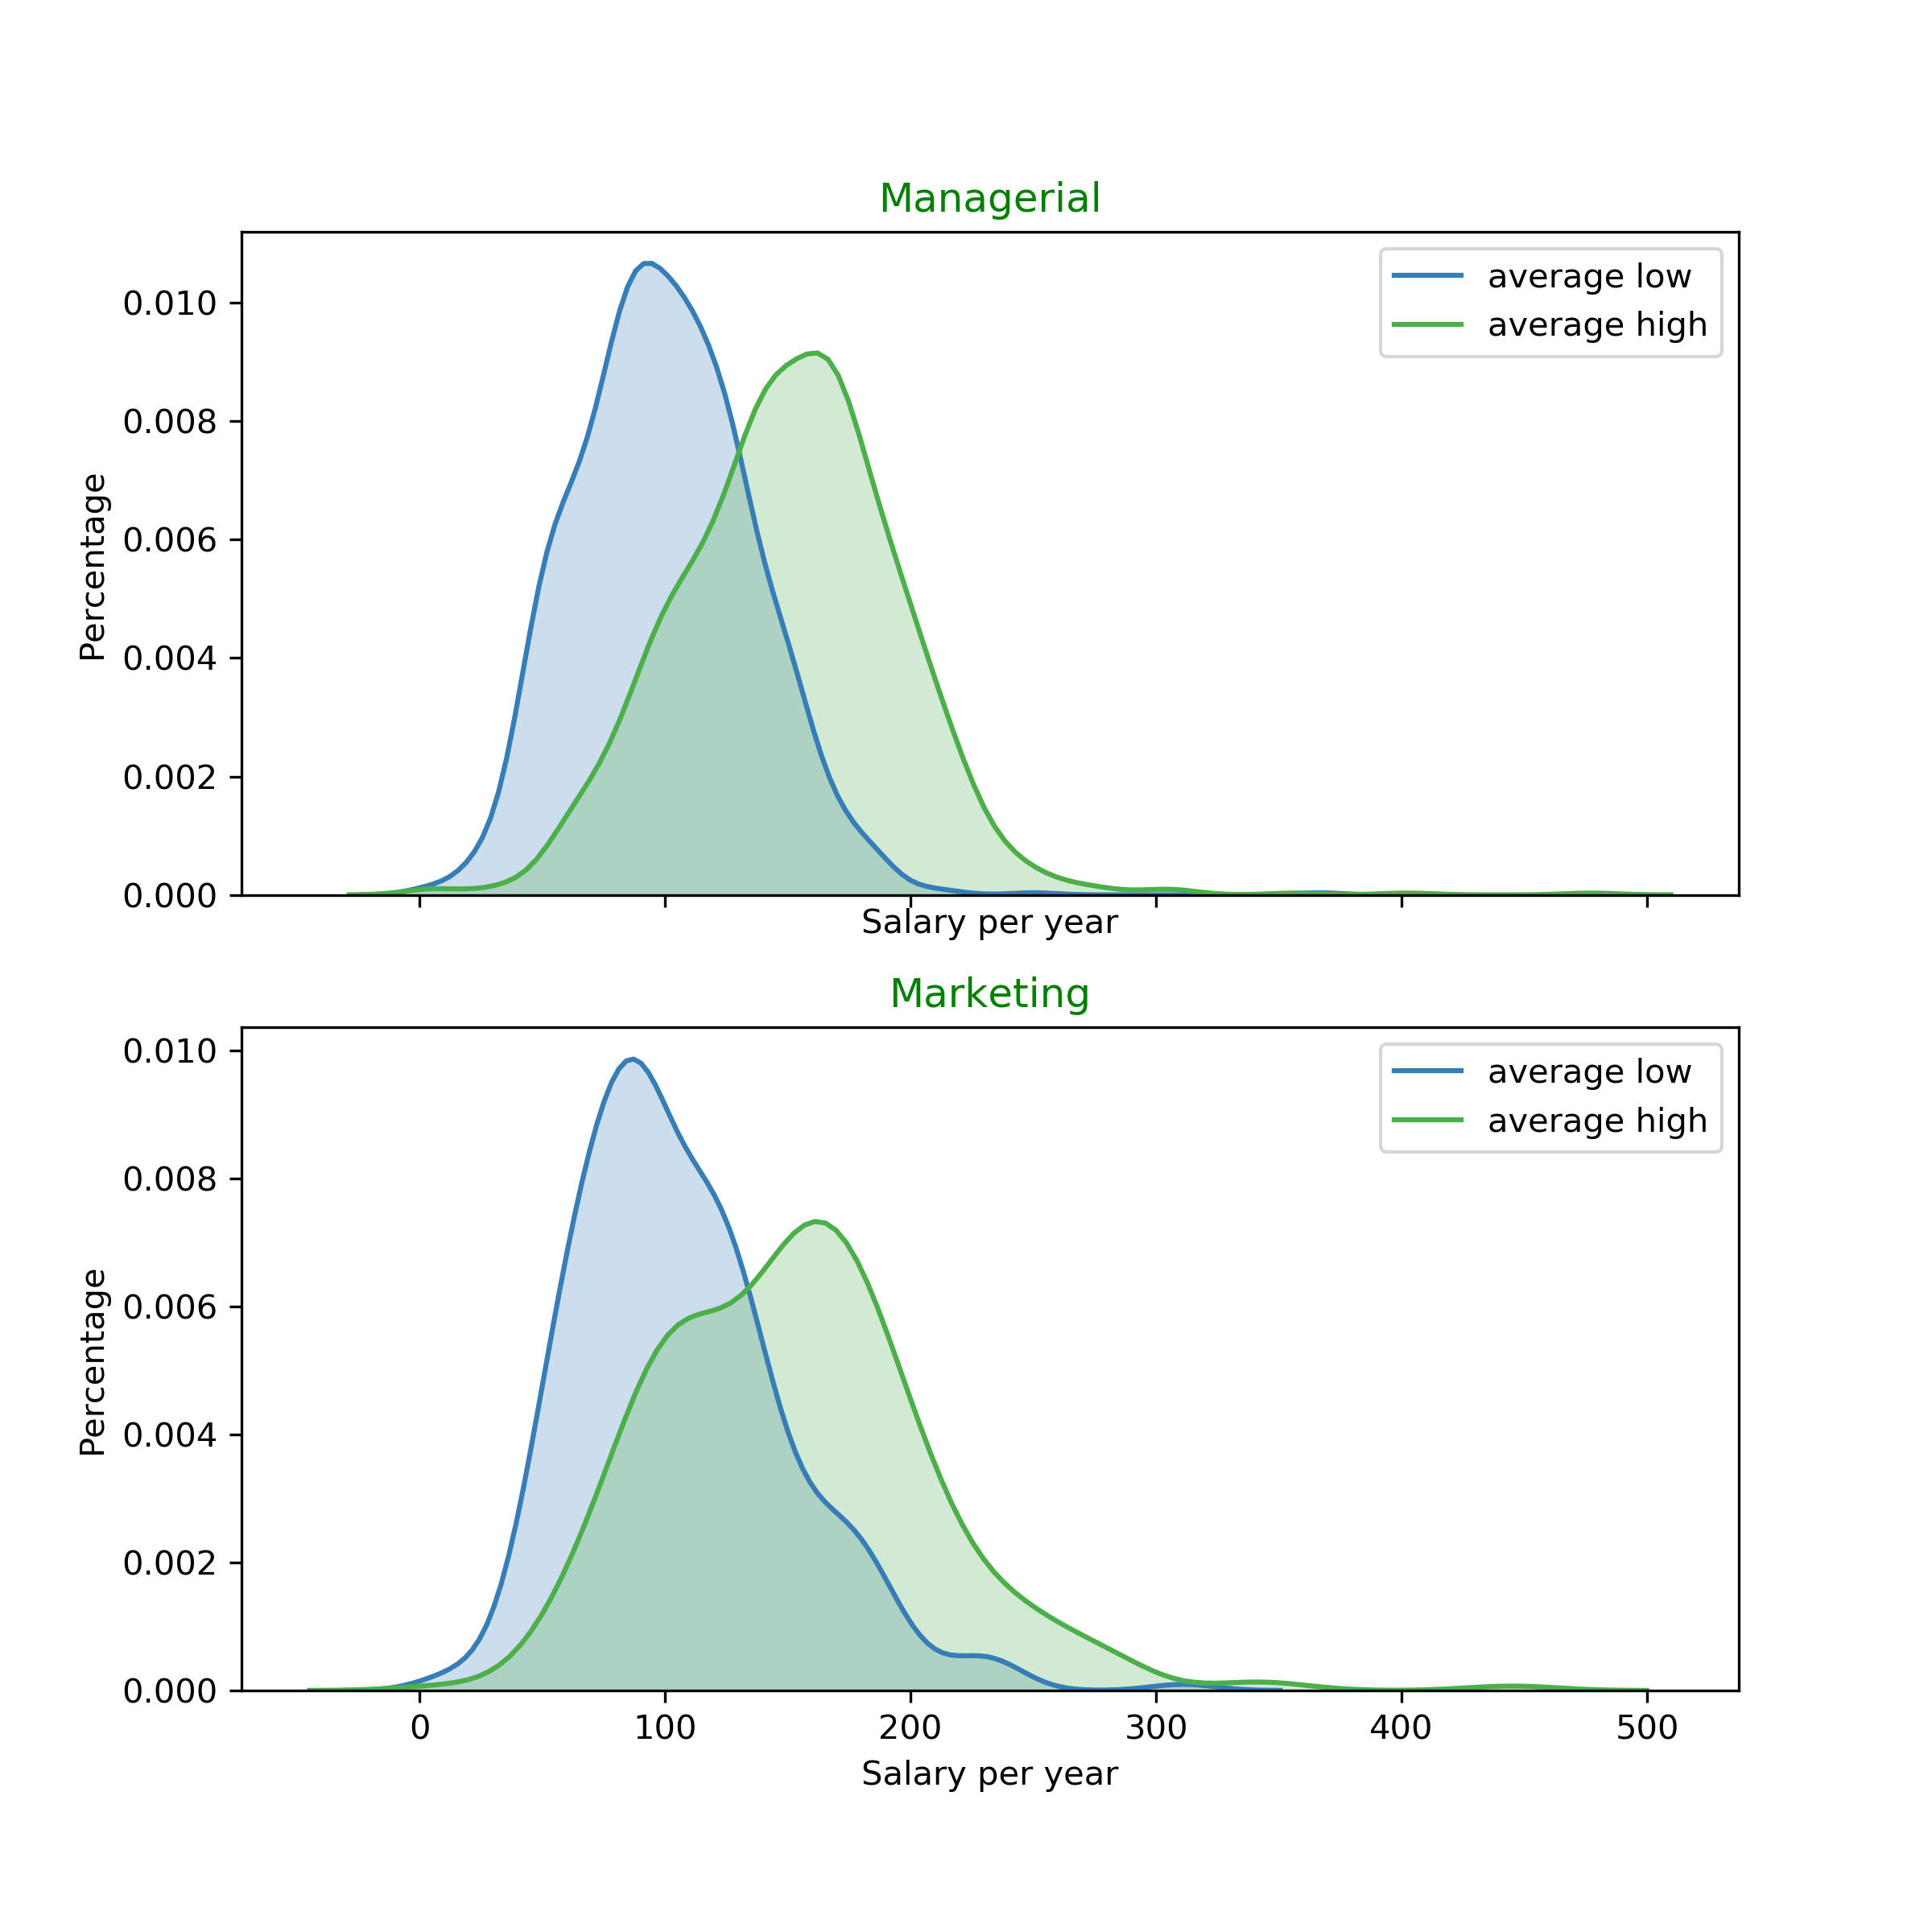 Managerial
average low
average high
0.010
0.008
0.006
0.004
0.002
0.000
Percentage
Salary per year
Marketing
average low
average high
0.010
0.008
0.006
0.004
0.002
0.000
Percentage
0 100 200 300 400 500
Salary per year